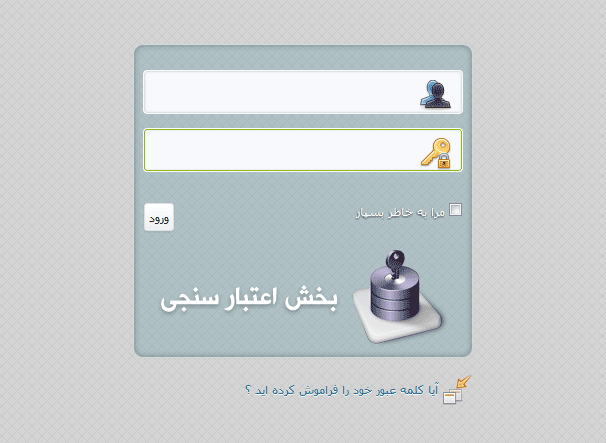 مرا به خاطر بسپار
ورود
بخش اعتبار سنجی
آیا کلمه عبور خود را فراموش کرده اید ؟